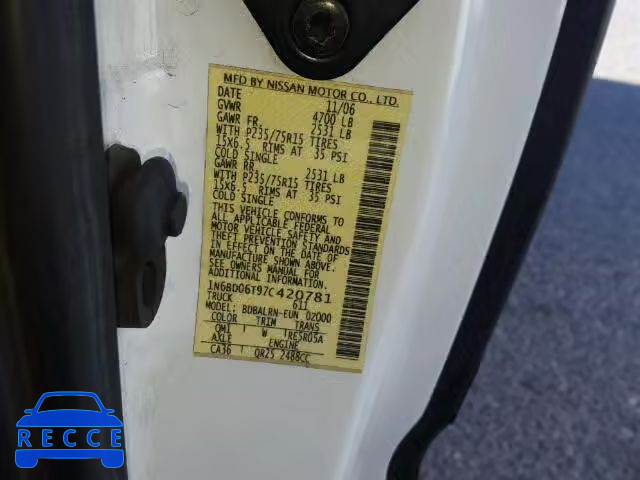 MFD BY NISSAN MOTOR CO., LTD.
DATE 11/06
GVWR 4700 LB
GAWR FR. 2531 LB
WITH P235/75R15 TIRES
15X6.5 RIMS AT 35 PSI
COLD SINGLE
GAWR RR 2531 LB
WITH P235/75R15 TIRES
15X6.5 RIMS AT 35 PSI
COLD SINGLE
THIS VEHICLE CONFORMS TO
ALL APPLICABLE FEDERAL
MOTOR VEHICLE SAFETY AND
THEFT PREVENTION STANDARDS
IN EFFECT ON THE DATE OF
MANUFACTURE SHOWN ABOVE.
SEE OWNERS MANUAL FOR
ADDITIONAL INFORMATION.
1N6BD06T97C420781
TRUCK 611
MODEL BDBALRN-EUN 02000
COLOR TRIM TRANS
QM1 W RE5R05A
AXLE ENGINE
CA36 QR25 2488CC
RECCE